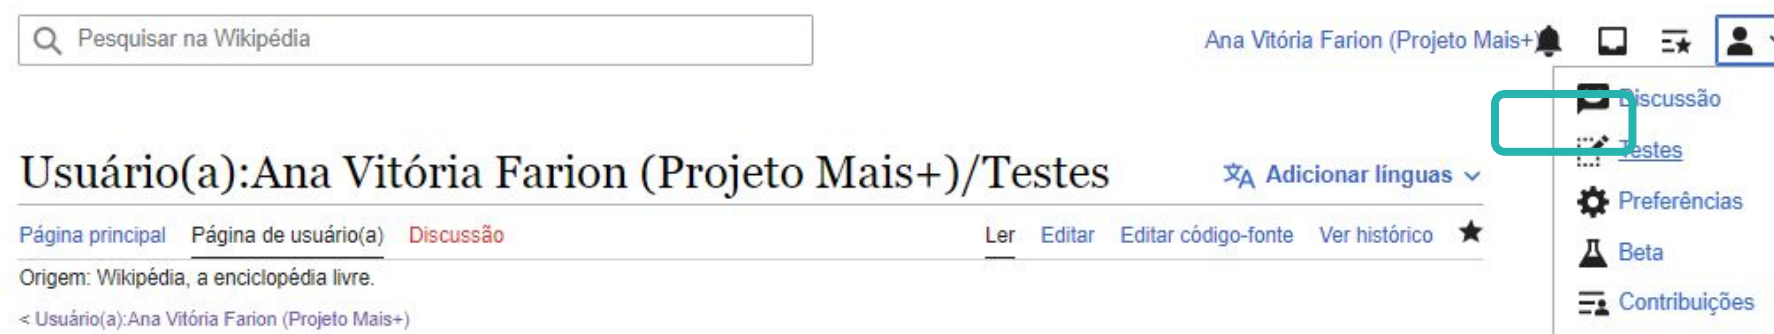 Pesquisar na Wikipédia
Ana Vitória Farion (Projeto Mais+)
Discussão
Testes
Preferências
Beta
Contribuições
Usuário(a):Ana Vitória Farion (Projeto Mais+)/Testes
Adicionar línguas
Página principal Página de usuário(a) Discussão Ler Editar Editar código-fonte Ver histórico
Origem: Wikipédia, a enciclopédia livre.
< Usuário(a):Ana Vitória Farion (Projeto Mais+)